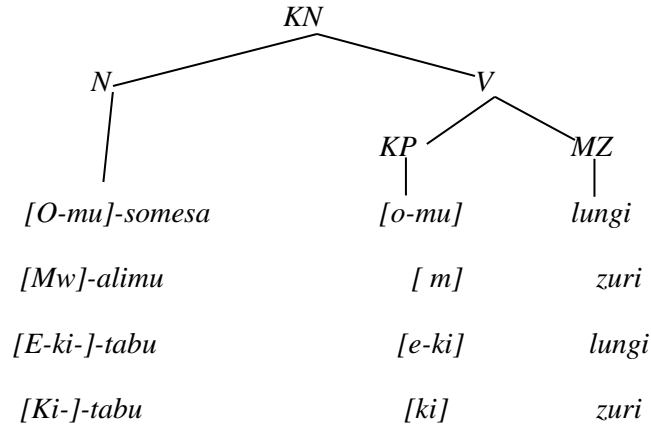 KN
N V
KP MZ
[O-mu]-somesa [o-mu] lungi
[Mw]-alimu [ m] zuri
[E-ki-]-tabu [e-ki] lungi
[Ki-]-tabu [ki] zuri